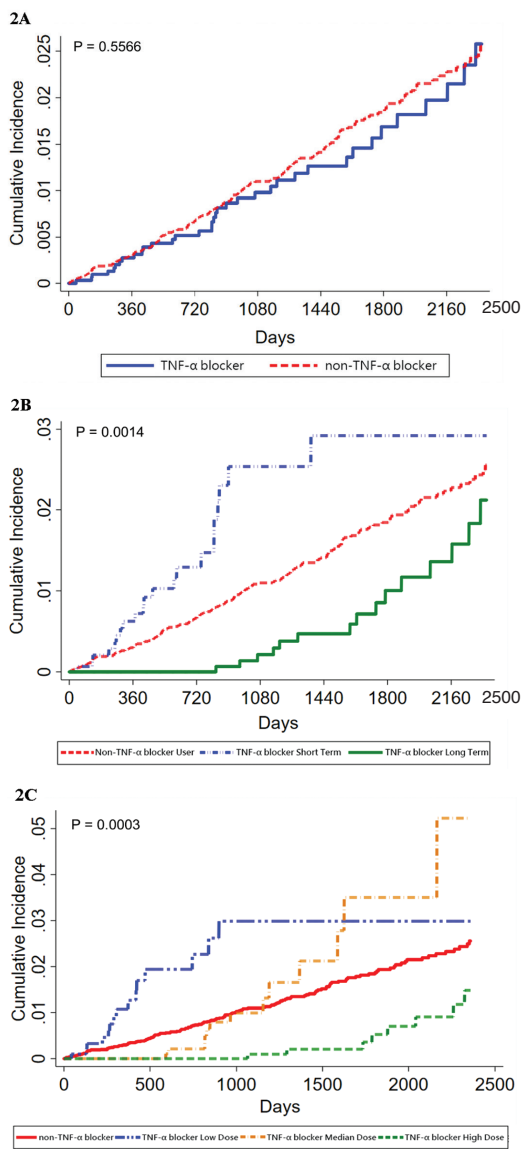 2A
P = 0.5566
Cumulative Incidence
.025
.02
.015
.01
.005
0
0 360 720 1080 1440 1800 2160 2500
Days
TNF-α blocker non-TNF-α blocker
2B
P = 0.0014
Cumulative Incidence
.03
.02
.01
0
0 360 720 1080 1440 1800 2160 2500
Days
Non-TNF-α blocker User TNF-α blocker Short Term TNF-α blocker Long Term
2C
P = 0.0003
Cumulative Incidence
.05
.04
.03
.02
.01
0
0 500 1000 1500 2000 2500
Days
non-TNF-α blocker TNF-α blocker Low Dose TNF-α blocker Median Dose TNF-α blocker High Dose